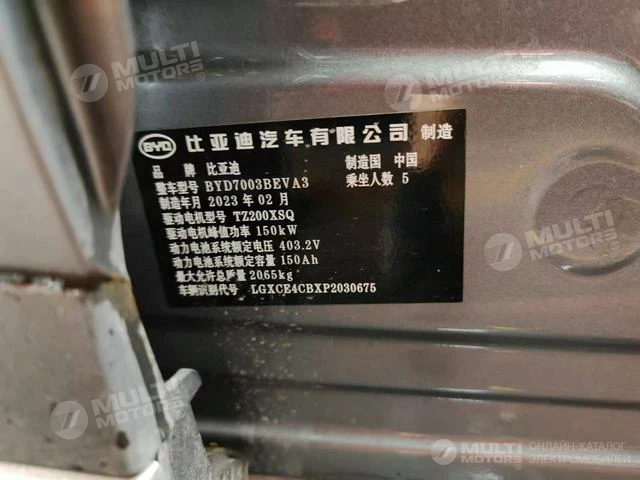 MULTI MOTORS®
MULTI MOTORS®
BYD 比亚迪汽车有限公司 制造
品 牌 比亚迪 制造国 中国
整车型号 BYD7003BEVA3 乘坐人数 5
制造年月 2023 年 02 月
驱动电机型号 TZ200XSQ
驱动电机峰值功率 150kW
动力电池系统额定电压 403.2V
动力电池系统额定容量 150Ah
最大允许总质量 2065kg
车辆识别代号 LGXCE4CBXP2030675
MULTI MOTORS®
MULTI MOTORS®
MULTI MOTORS®
ОНЛАЙН-КАТАЛОГ
ЭЛЕКТРОМОБИЛЕЙ